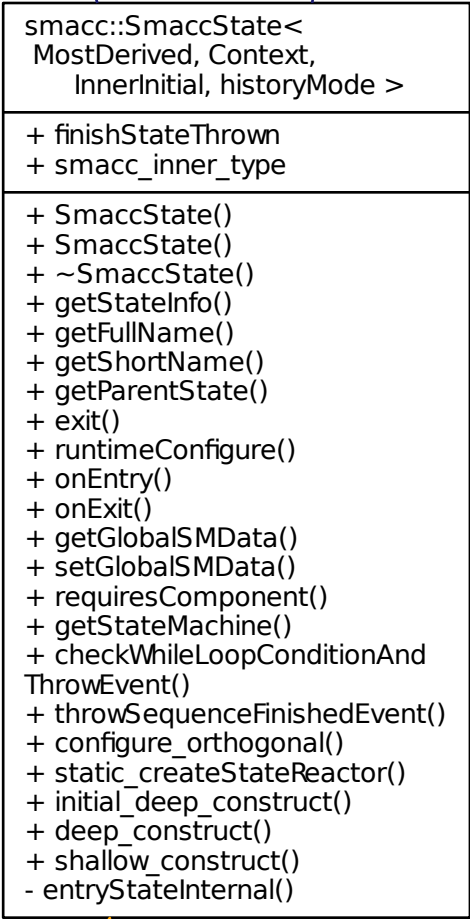 smacc::SmaccState<
MostDerived, Context,
InnerInitial, historyMode >
+ finishStateThrown
+ smacc_inner_type
+ SmaccState()
+ SmaccState()
+ ~SmaccState()
+ getStateInfo()
+ getFullName()
+ getShortName()
+ getParentState()
+ exit()
+ runtimeConfigure()
+ onEntry()
+ onExit()
+ getGlobalSMData()
+ setGlobalSMData()
+ requiresComponent()
+ getStateMachine()
+ checkWhileLoopConditionAnd
ThrowEvent()
+ throwSequenceFinishedEvent()
+ configure_orthogonal()
+ static_createStateReactor()
+ initial_deep_construct()
+ deep_construct()
+ shallow_construct()
- entryStateInternal()